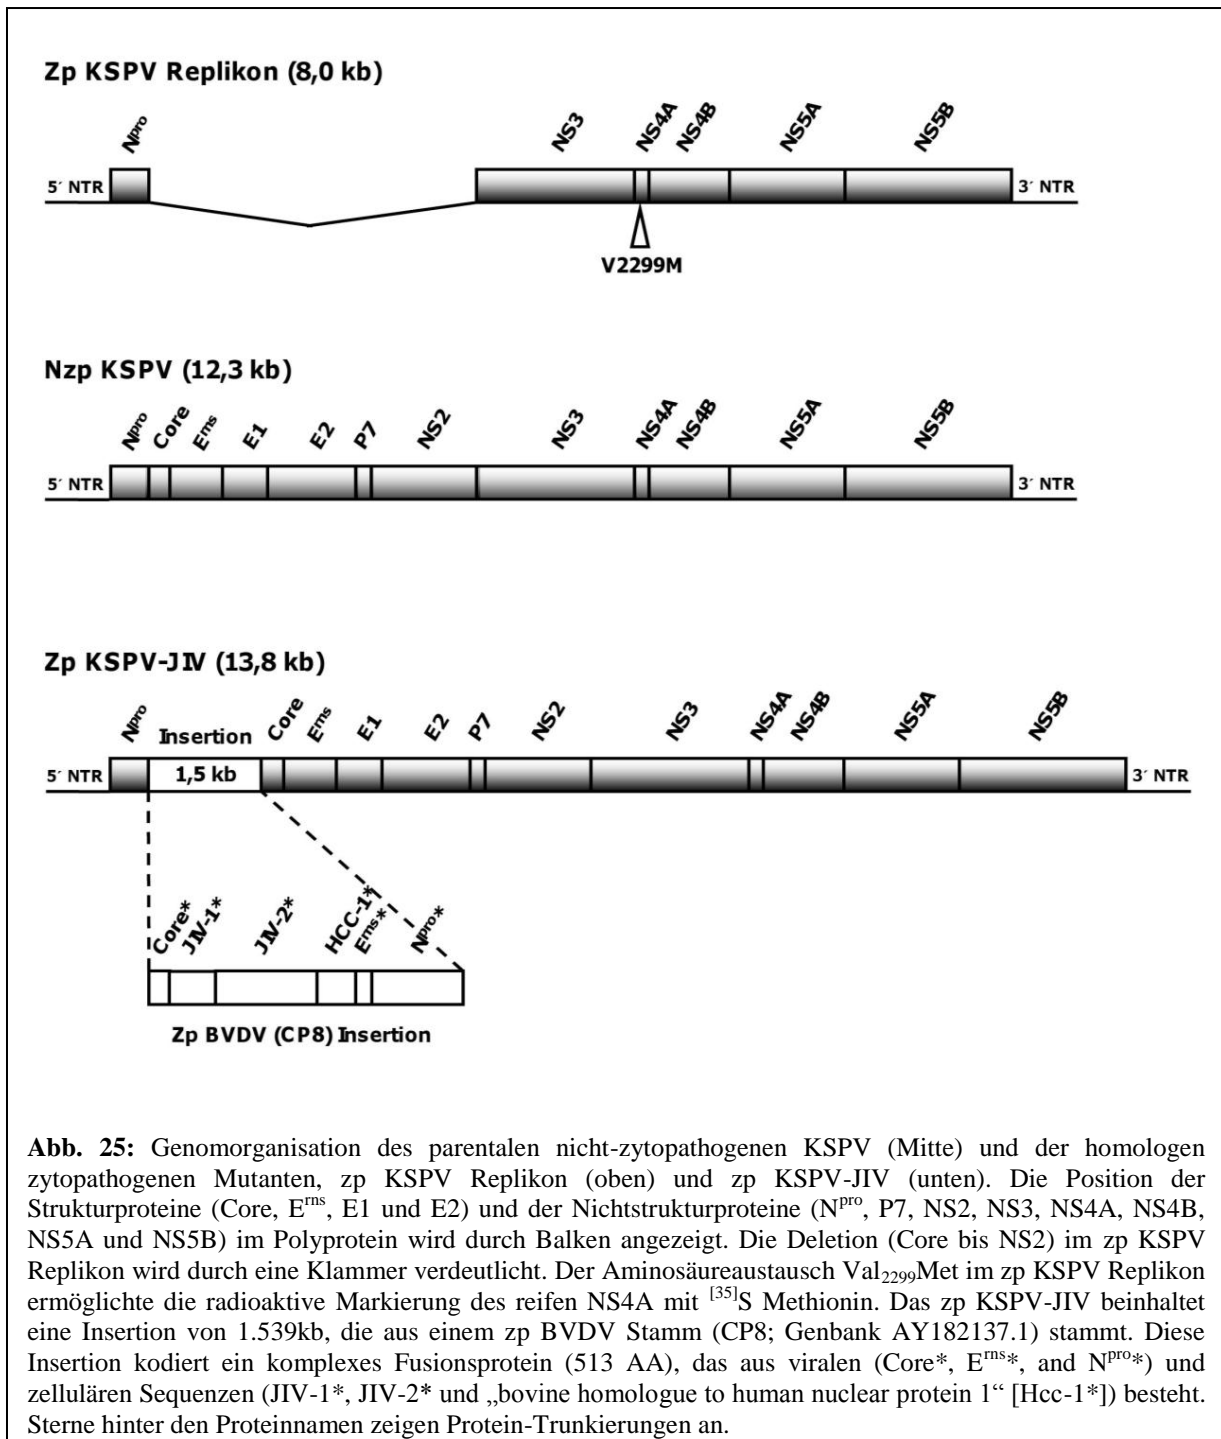 Zp KSPV Replikon (8,0 kb)
Npro NS3 NS4A NS4B NS5A NS5B
5´ NTR 3´ NTR
V2299M
Nzp KSPV (12,3 kb)
Npro Core Erns E1 E2 P7 NS2 NS3 NS4A NS4B NS5A NS5B
5´ NTR 3´ NTR
Zp KSPV-JIV (13,8 kb)
Npro Insertion Core Erns E1 E2 P7 NS2 NS3 NS4A NS4B NS5A NS5B
5´ NTR 1,5 kb 3´ NTR
Core* JIV-1* JIV-2* HCC-1* Erns* Npro*
Zp BVDV (CP8) Insertion
Abb. 25: Genomorganisation des parentalen nicht-zytopathogenen KSPV (Mitte) und der homologen
zytopathogenen Mutanten, zp KSPV Replikon (oben) und zp KSPV-JIV (unten). Die Position der
Strukturproteine (Core, Erns, E1 und E2) und der Nichtstrukturproteine (Npro, P7, NS2, NS3, NS4A, NS4B,
NS5A und NS5B) im Polyprotein wird durch Balken angezeigt. Die Deletion (Core bis NS2) im zp KSPV
Replikon wird durch eine Klammer verdeutlicht. Der Aminosäureaustausch Val2299Met im zp KSPV Replikon
ermöglichte die radioaktive Markierung des reifen NS4A mit [35]S Methionin. Das zp KSPV-JIV beinhaltet
eine Insertion von 1.539kb, die aus einem zp BVDV Stamm (CP8; Genbank AY182137.1) stammt. Diese
Insertion kodiert ein komplexes Fusionsprotein (513 AA), das aus viralen (Core*, Erns*, and Npro*) und
zellulären Sequenzen (JIV-1*, JIV-2* und „bovine homologue to human nuclear protein 1“ [Hcc-1*]) besteht.
Sterne hinter den Proteinnamen zeigen Protein-Trunkierungen an.